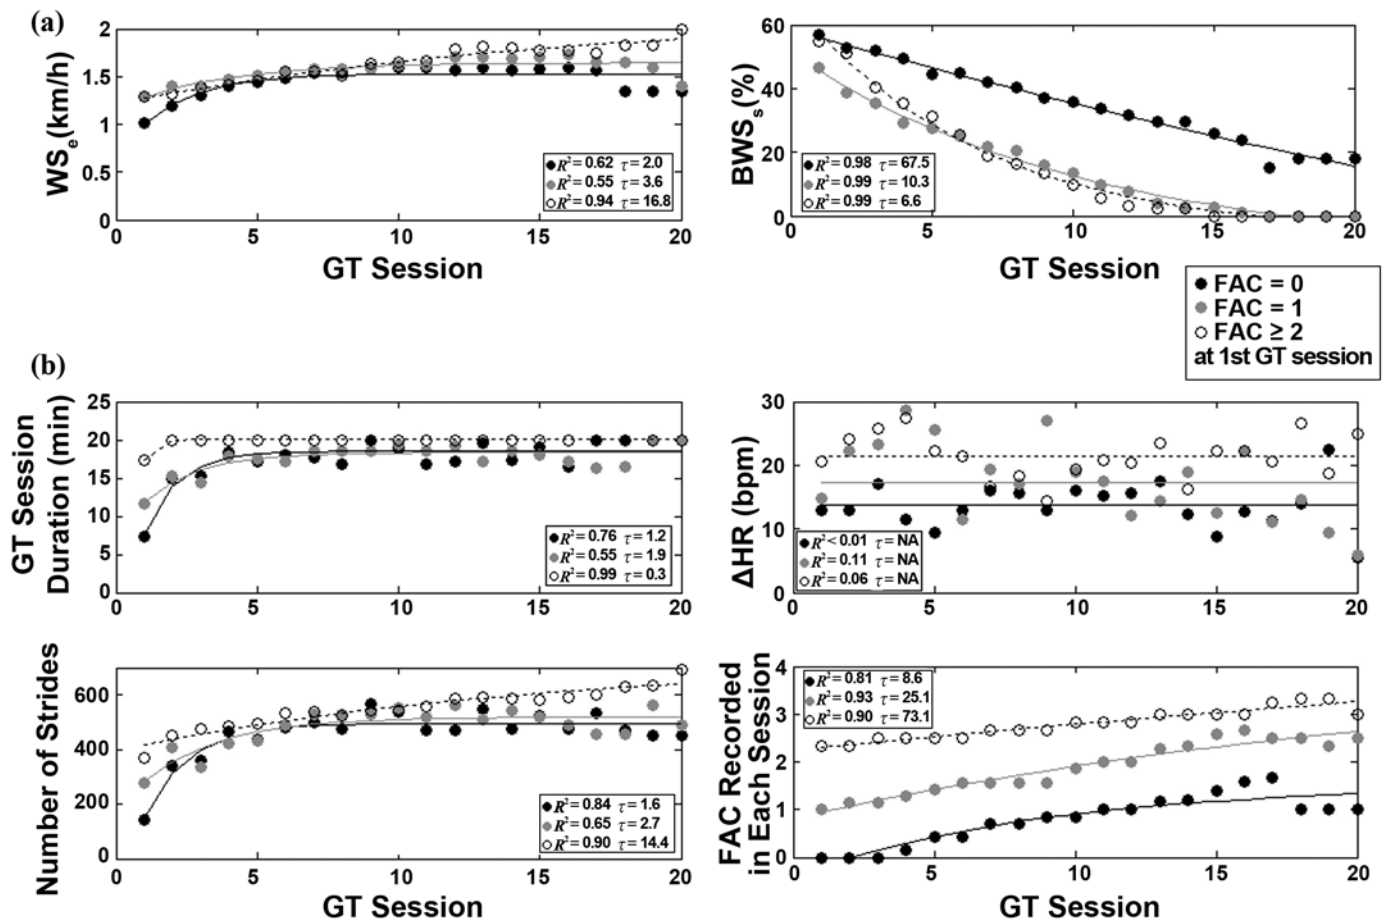 (a)
WSe(km/h)
2
1.5
1
0.5
0
R² = 0.62 τ = 2.0
R² = 0.55 τ = 3.6
R² = 0.94 τ = 16.8
0 5 10 15 20
GT Session
BWSs(%)
60
40
20
0
R² = 0.98 τ = 67.5
R² = 0.99 τ = 10.3
R² = 0.99 τ = 6.6
0 5 10 15 20
GT Session
FAC = 0
FAC = 1
FAC ≥ 2
at 1st GT session
(b)
GT Session
Duration (min)
25
20
15
10
5
0
R² = 0.76 τ = 1.2
R² = 0.55 τ = 1.9
R² = 0.99 τ = 0.3
0 5 10 15 20
ΔHR (bpm)
30
20
10
0
R² < 0.01 τ = NA
R² = 0.11 τ = NA
R² = 0.06 τ = NA
0 5 10 15 20
Number of Strides
600
400
200
0
R² = 0.84 τ = 1.6
R² = 0.65 τ = 2.7
R² = 0.90 τ = 14.4
0 5 10 15 20
GT Session
FAC Recorded
in Each Session
4
3
2
1
0
R² = 0.81 τ = 8.6
R² = 0.93 τ = 25.1
R² = 0.90 τ = 73.1
0 5 10 15 20
GT Session